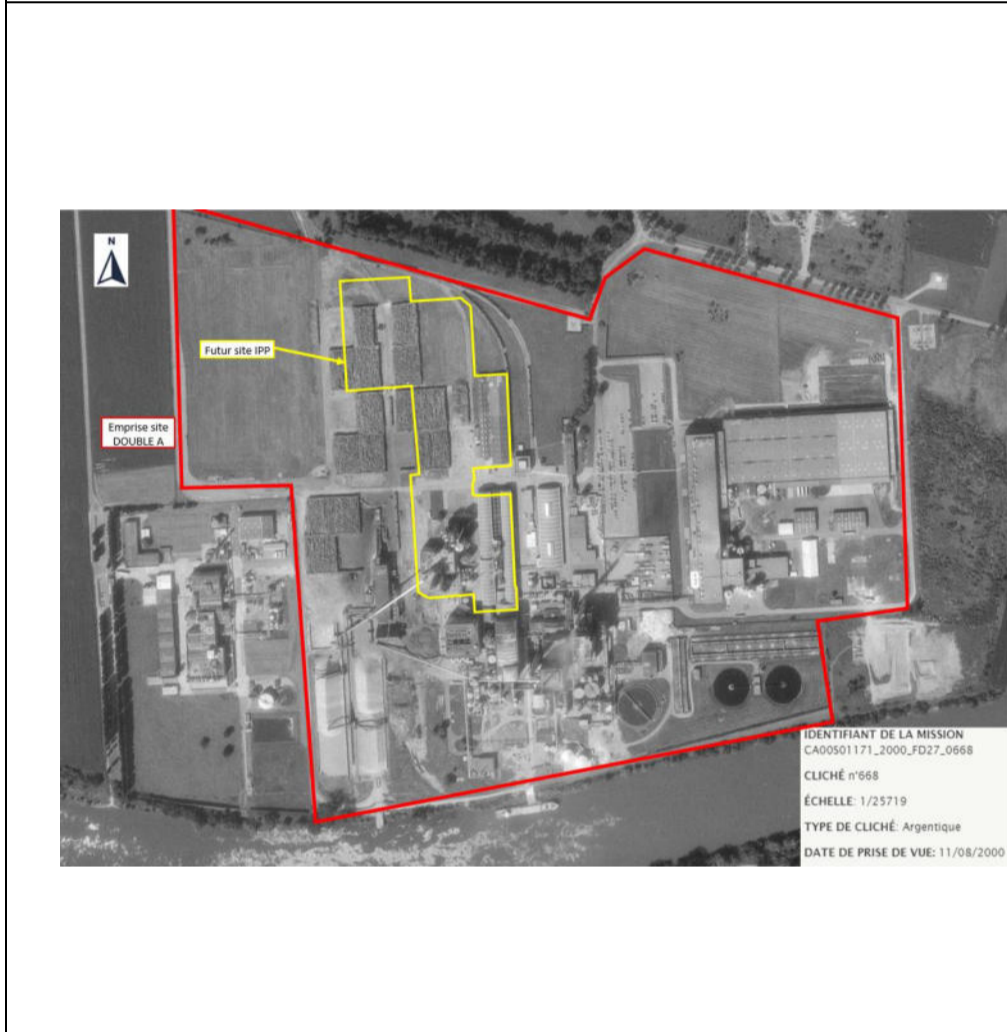 N
Futur site IPP
Emprise site
DOUBLE A
IDENTIFIANT DE LA MISSION
CA00S01171_2000_FD27_0668
CLICHÉ n°668
ÉCHELLE: 1/25719
TYPE DE CLICHÉ: Argentique
DATE DE PRISE DE VUE: 11/08/2000